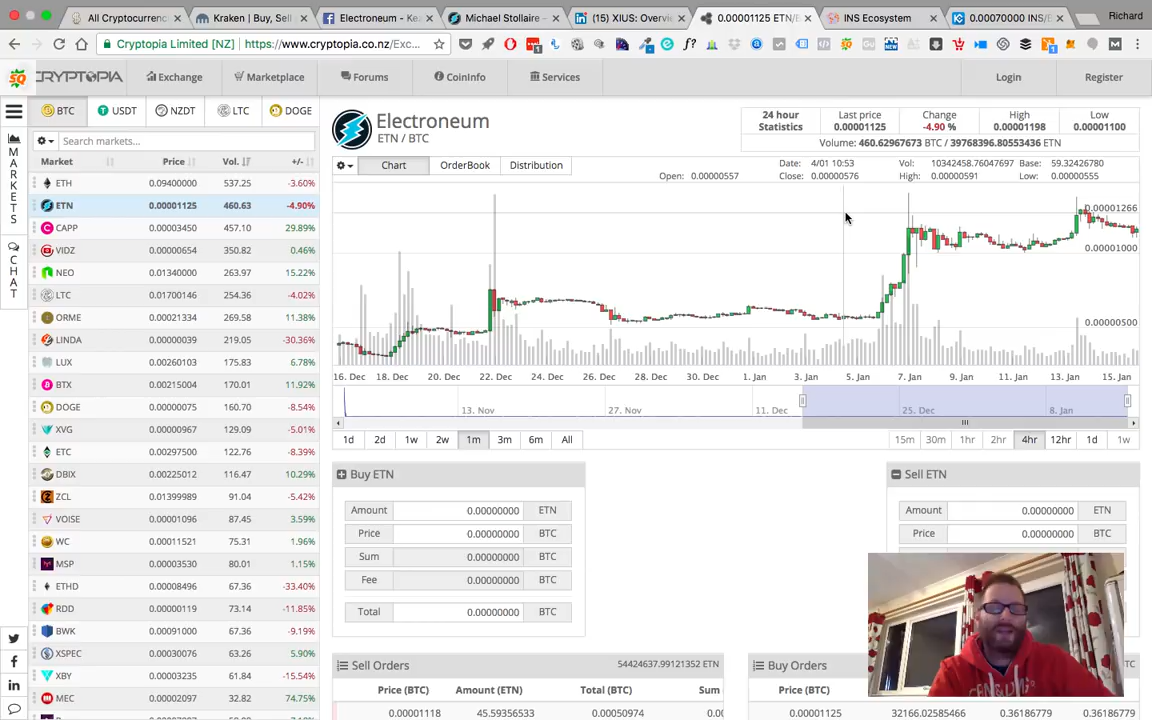 All Cryptocurrenc
Kraken | Buy, Sell
Electroneum - Kea
Michael Stollaire
(15) XIUS: Overvie
0.00001125 ETN/E
INS Ecosystem
0.00070000 INS/E
Richard
Cryptopia Limited [NZ] | https://www.cryptopia.co.nz/Exc...
CRYPTOPIA
Exchange
Marketplace
Forums
CoinInfo
Services
Login
Register
MARKETS
CHAT
BTC
USDT
NZDT
LTC
DOGE
Search markets...
Market Price Vol. +/-
ETH 0.09400000 537.25 -3.60%
ETN 0.00001125 460.63 -4.90%
CAPP 0.00003450 457.10 29.89%
VIDZ 0.00000654 350.82 0.46%
NEO 0.01340000 263.97 15.22%
LTC 0.01700146 254.36 -4.02%
ORME 0.00021334 269.58 11.38%
LINDA 0.00000039 219.05 -30.36%
LUX 0.00260103 175.83 6.78%
BTX 0.00215004 170.01 11.92%
DOGE 0.00000075 160.70 -8.54%
XVG 0.00000967 129.09 -5.01%
ETC 0.00297500 122.76 -8.39%
DBIX 0.00225012 116.47 10.29%
ZCL 0.01399989 91.04 -5.42%
VOISE 0.00001096 87.45 3.59%
WC 0.00011521 75.31 1.96%
MSP 0.00003530 80.01 1.15%
ETHD 0.00008496 67.36 -33.40%
RDD 0.00000119 73.14 -11.85%
BWK 0.00091000 67.36 -9.19%
XSPEC 0.00030076 63.26 5.90%
XBY 0.00003235 61.84 -15.54%
MEC 0.00002097 32.82 74.75%
Electroneum
ETN / BTC
24 hour Statistics
Last price 0.00001125
Change -4.90 %
High 0.00001198
Low 0.00001100
Volume: 460.62967673 BTC / 39768396.80553436 ETN
Chart
OrderBook
Distribution
Date: 4/01 10:53 Vol: 10342458.76047697 Base: 59.32426780
Open: 0.00000557 Close: 0.00000576 High: 0.00000591 Low: 0.00000555
0.00001266
0.00001000
0.00000500
16. Dec 18. Dec 20. Dec 22. Dec 24. Dec 26. Dec 28. Dec 30. Dec 1. Jan 3. Jan 5. Jan 7. Jan 9. Jan 11. Jan 13. Jan 15. Jan
13. Nov 27. Nov 11. Dec 25. Dec 8. Jan
1d 2d 1w 2w 1m 3m 6m All 15m 30m 1hr 2hr 4hr 12hr 1d 1w
Buy ETN
Amount 0.00000000 ETN
Price 0.00000000 BTC
Sum 0.00000000 BTC
Fee 0.00000000 BTC
Total 0.00000000 BTC
Sell ETN
Amount 0.00000000 ETN
Price 0.00000000 BTC
Sell Orders 54424637.99121352 ETN
Price (BTC) Amount (ETN) Total (BTC) Sum
0.00001118 45.59356533 0.00050974 0.00
Buy Orders
Price (BTC)
0.00001125 32166.02585466 0.36186779 0.36186779